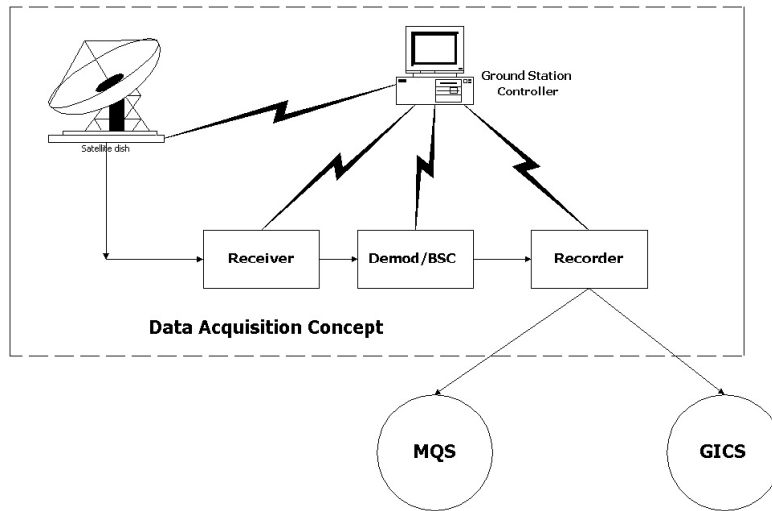 Ground Station
Controller
Satellite dish
Receiver
Demod/BSC
Recorder
Data Acquisition Concept
MQS
GICS